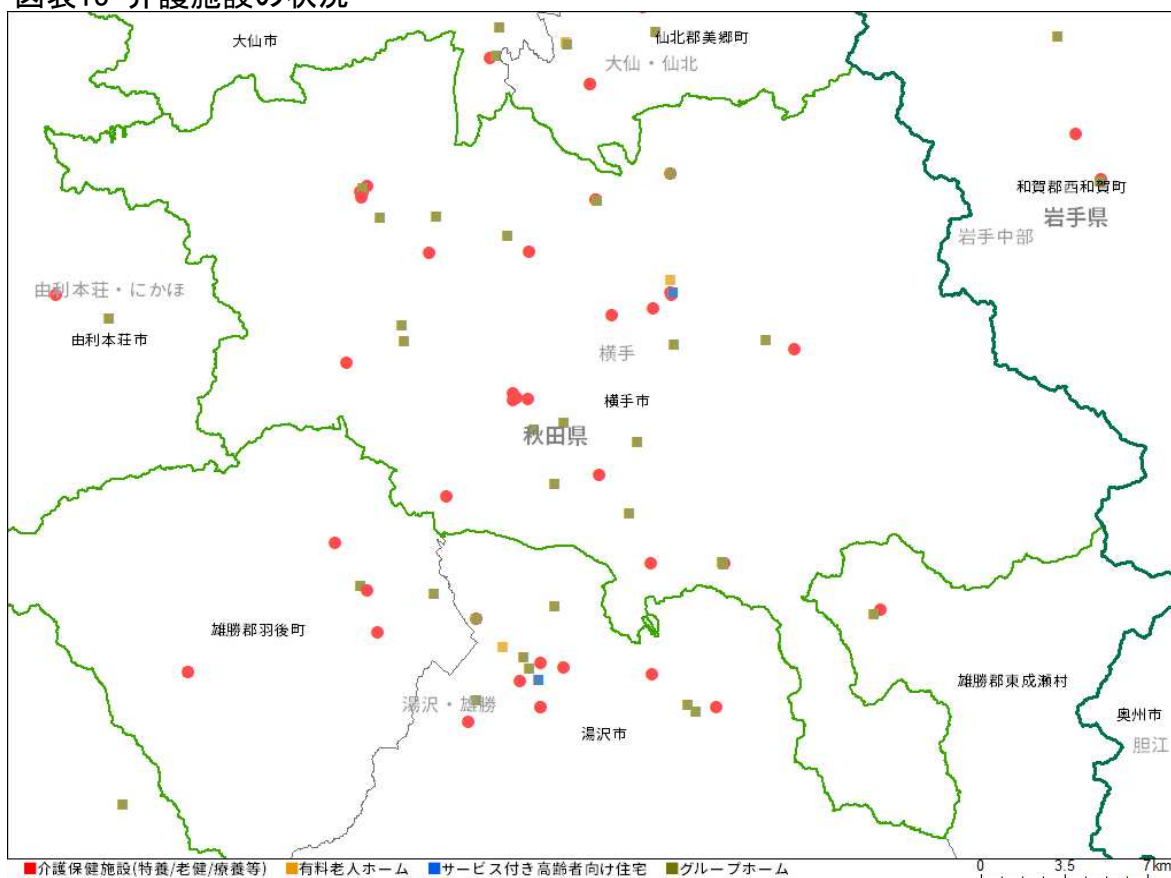 図表10 介護施設の状況
大仙市
仙北郡美郷町
大仙・仙北
和賀郡西和賀町
岩手県
岩手中部
由利本荘・にかほ
由利本荘市
横手
横手市
秋田県
雄勝郡羽後町
雄勝郡東成瀬村
湯沢・雄勝
奥州市
湯沢市
胆江
介護保健施設(特養/老健/療養等) 有料老人ホーム サービス付き高齢者向け住宅 グループホーム
0 3.5 7km